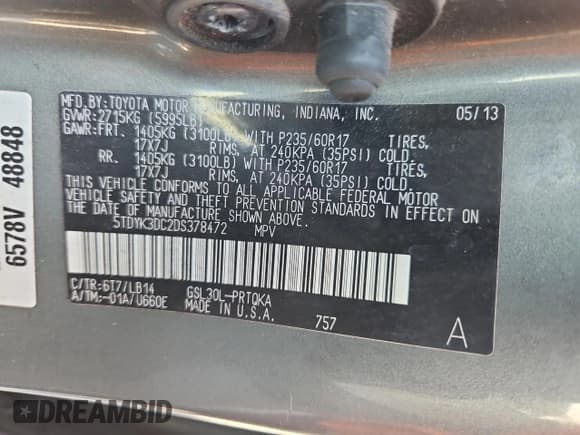 MFD.BY:TOYOTA MOTOR MANUFACTURING, INDIANA, INC. 05/13
GVWR:2715KG (5995LB)
GAWR:FRT. 1405KG (3100LB) WITH P235/60R17 TIRES,
17X7J RIMS, AT 240KPA (35PSI) COLD.
RR. 1405KG (3100LB) WITH P235/60R17 TIRES,
17X7J RIMS, AT 240KPA (35PSI) COLD.
THIS VEHICLE CONFORMS TO ALL APPLICABLE FEDERAL MOTOR
VEHICLE SAFETY AND BUMPER STANDARDS IN EFFECT ON
THE DATE OF MANUFACTURE SHOWN ABOVE.
5TDYK3DC2DS378472 MPV
C/TR:6T7/LB14 GSL30L-PRTQKA
A/TM:-01A/U660E MADE IN U.S.A.
757 A
6578V 48848
DREAMBID